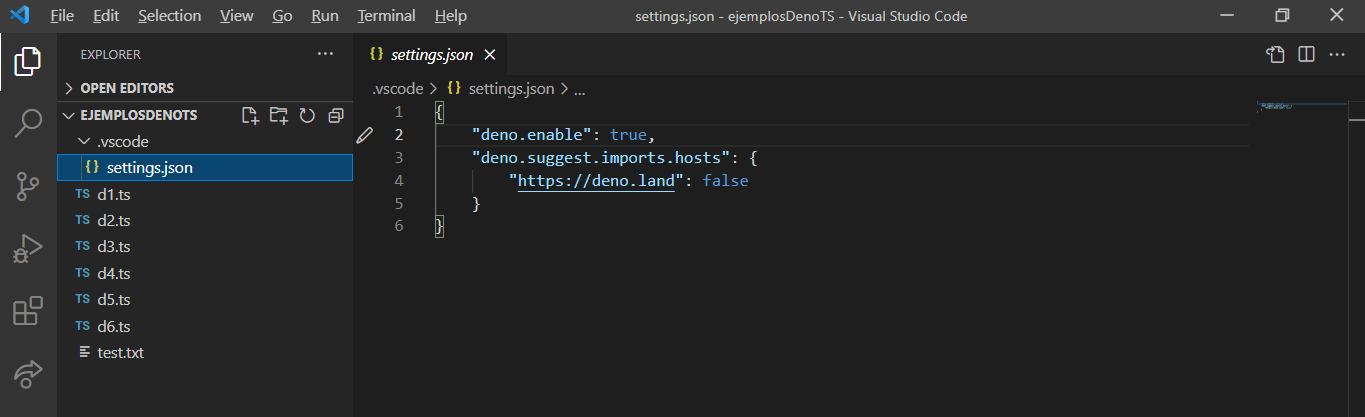 File Edit Selection View Go Run Terminal Help
settings.json - ejemplosDenoTS - Visual Studio Code
EXPLORER
OPEN EDITORS
EJEMPLOSDENOTS
.vscode
{} settings.json
TS d1.ts
TS d2.ts
TS d3.ts
TS d4.ts
TS d5.ts
TS d6.ts
test.txt
{} settings.json
.vscode > {} settings.json > ...
1 {
2 "deno.enable": true,
3 "deno.suggest.imports.hosts": {
4 "https://deno.land": false
5 }
6 }